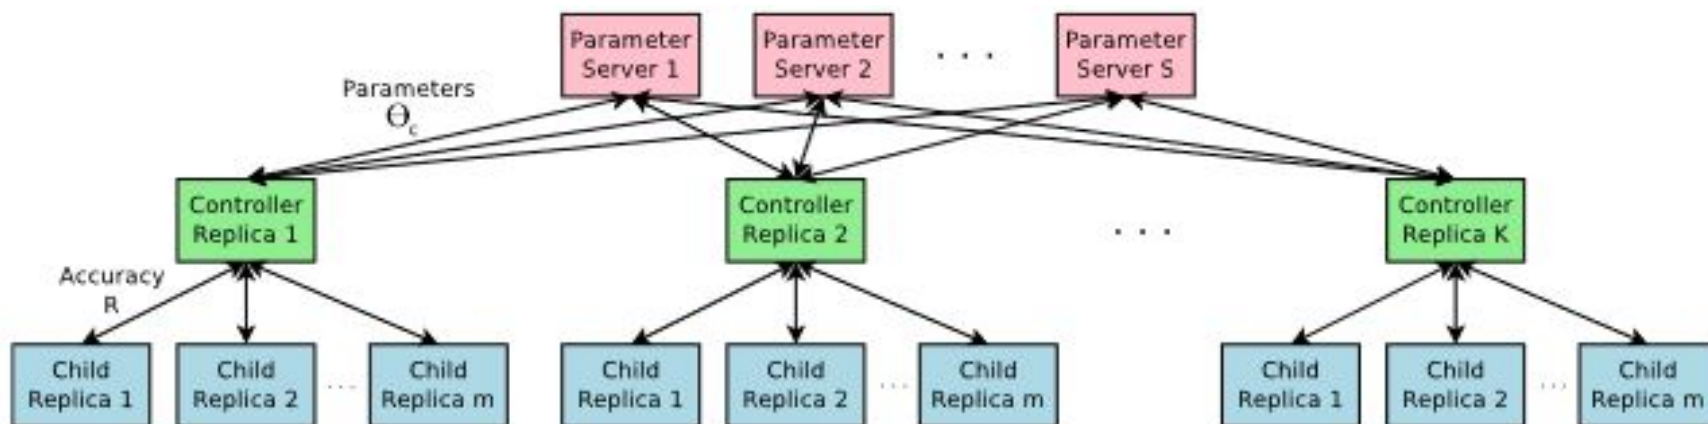 Parameter
Server 1
Parameter
Server 2
. . .
Parameter
Server S
Parameters
Θc
Controller
Replica 1
Controller
Replica 2
. . .
Controller
Replica K
Accuracy
R
Child
Replica 1
Child
Replica 2
...
Child
Replica m
Child
Replica 1
Child
Replica 2
...
Child
Replica m
Child
Replica 1
Child
Replica 2
...
Child
Replica m